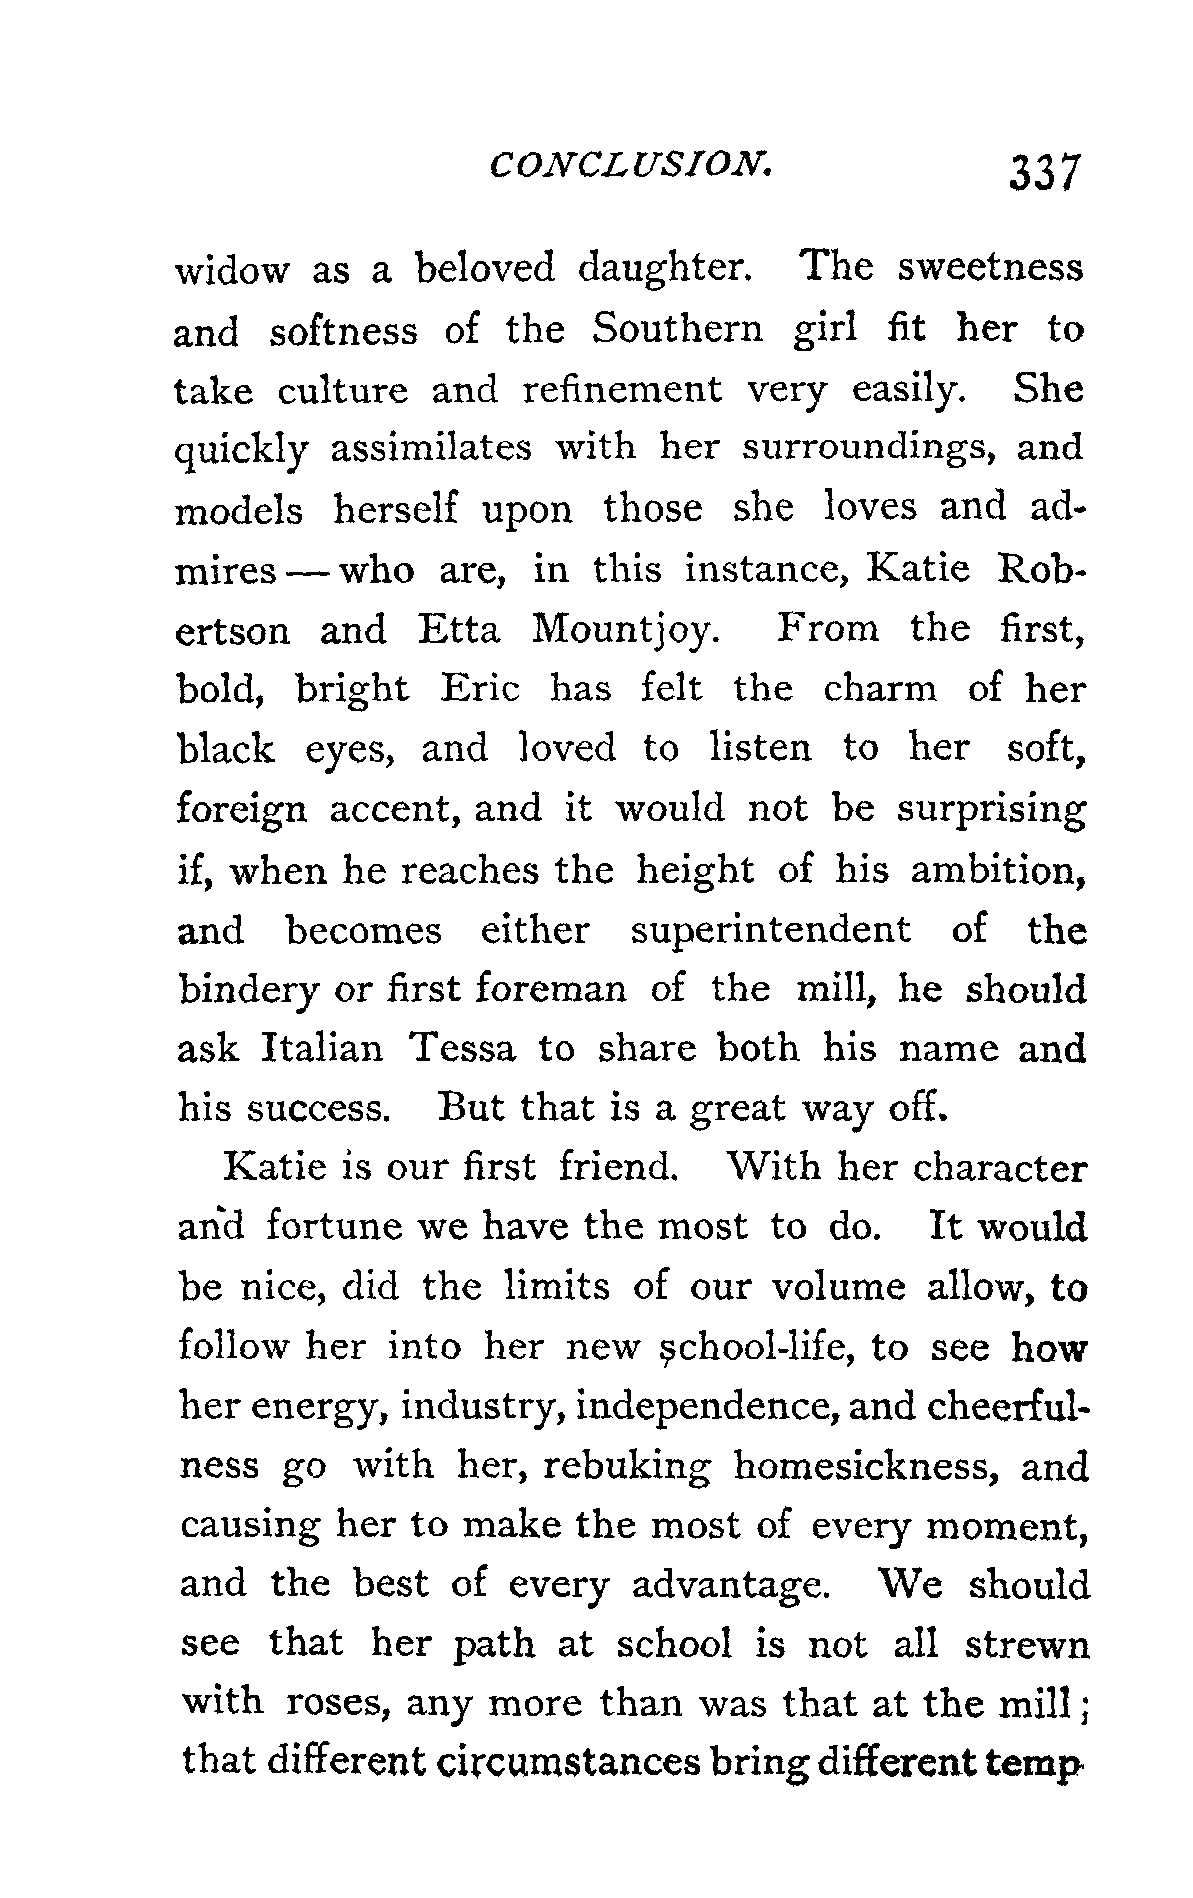 CONCLUSION. 337
widow as a beloved daughter. The sweetness
and softness of the Southern girl fit her to
take culture and refinement very easily. She
quickly assimilates with her surroundings, and
models herself upon those she loves and ad-
mires — who are, in this instance, Katie Rob-
ertson and Etta Mountjoy. From the first,
bold, bright Eric has felt the charm of her
black eyes, and loved to listen to her soft,
foreign accent, and it would not be surprising
if, when he reaches the height of his ambition,
and becomes either superintendent of the
bindery or first foreman of the mill, he should
ask Italian Tessa to share both his name and
his success. But that is a great way off.
Katie is our first friend. With her character
and fortune we have the most to do. It would
be nice, did the limits of our volume allow, to
follow her into her new school-life, to see how
her energy, industry, independence, and cheerful-
ness go with her, rebuking homesickness, and
causing her to make the most of every moment,
and the best of every advantage. We should
see that her path at school is not all strewn
with roses, any more than was that at the mill;
that different circumstances bring different temp-